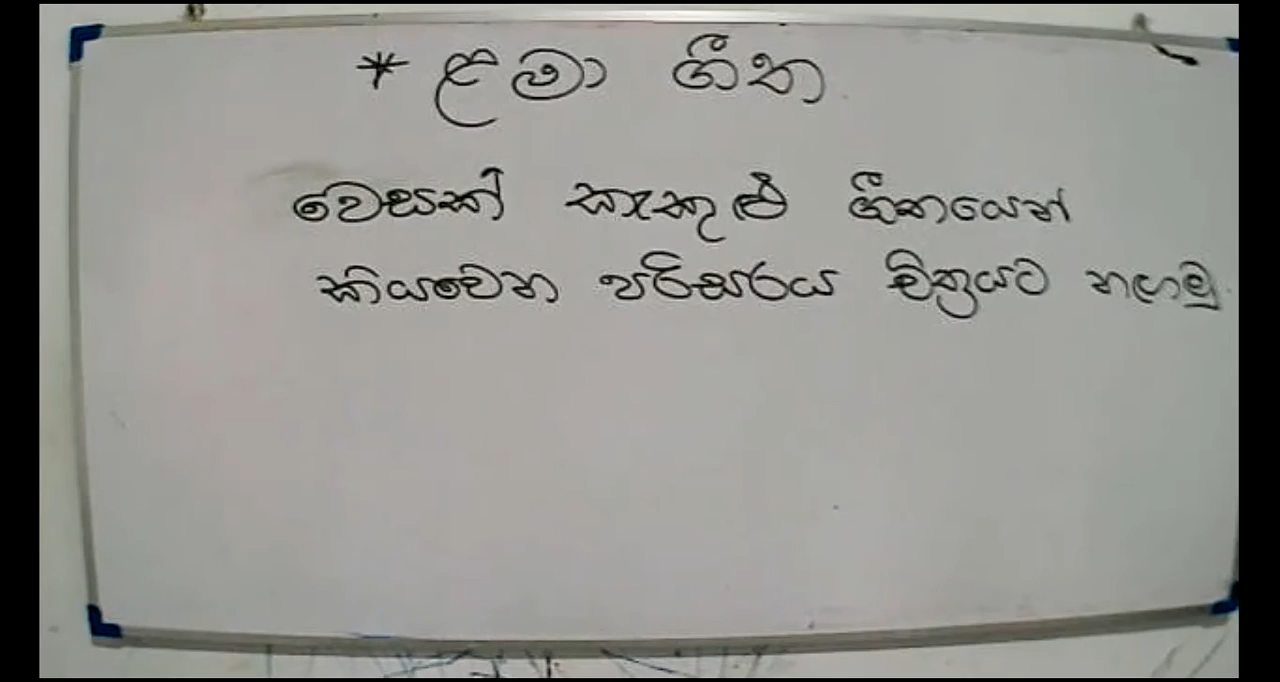 * ළමා ගීත
වෙසක් කැකුළු ගීතයෙන්
කියවෙන පරිසරය චිත්‍රයට නගමු.